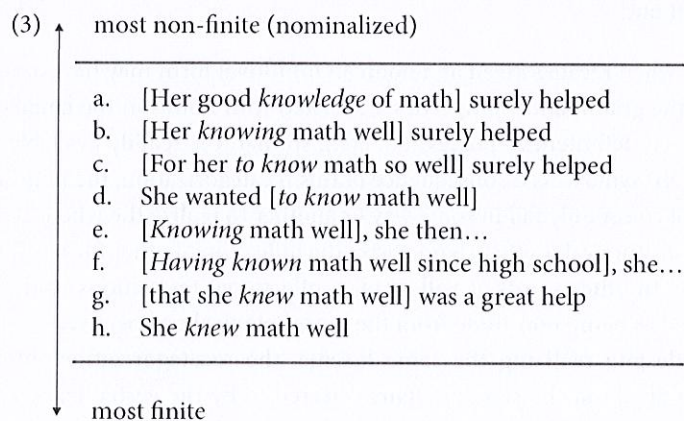 (3) most non-finite (nominalized)
a. [Her good knowledge of math] surely helped
b. [Her knowing math well] surely helped
c. [For her to know math so well] surely helped
d. She wanted [to know math well]
e. [Knowing math well], she then…
f. [Having known math well since high school], she…
g. [that she knew math well] was a great help
h. She knew math well
most finite